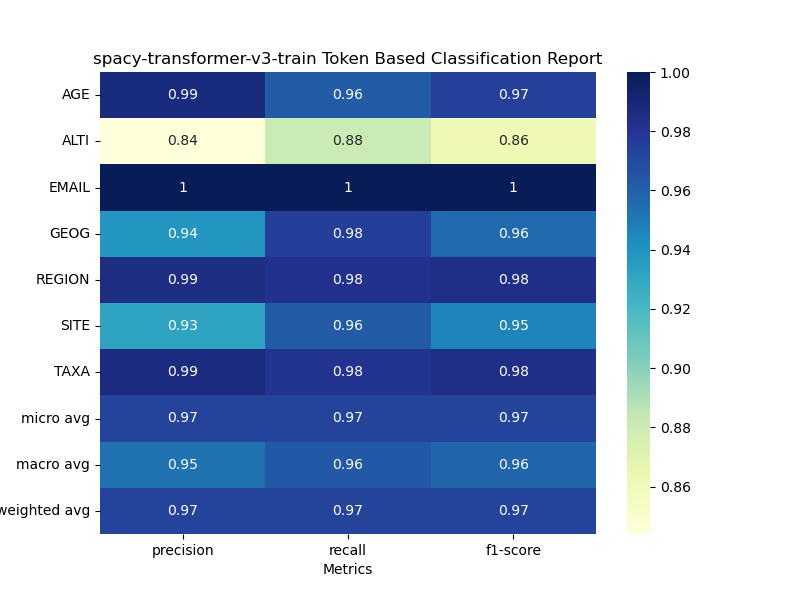 spacy-transformer-v3-train Token Based Classification Report
AGE 0.99 0.96 0.97
ALTI 0.84 0.88 0.86
EMAIL 1 1 1
GEOG 0.94 0.98 0.96
REGION 0.99 0.98 0.98
SITE 0.93 0.96 0.95
TAXA 0.99 0.98 0.98
micro avg 0.97 0.97 0.97
macro avg 0.95 0.96 0.96
weighted avg 0.97 0.97 0.97
precision recall f1-score
Metrics
1.00
0.98
0.96
0.94
0.92
0.90
0.88
0.86